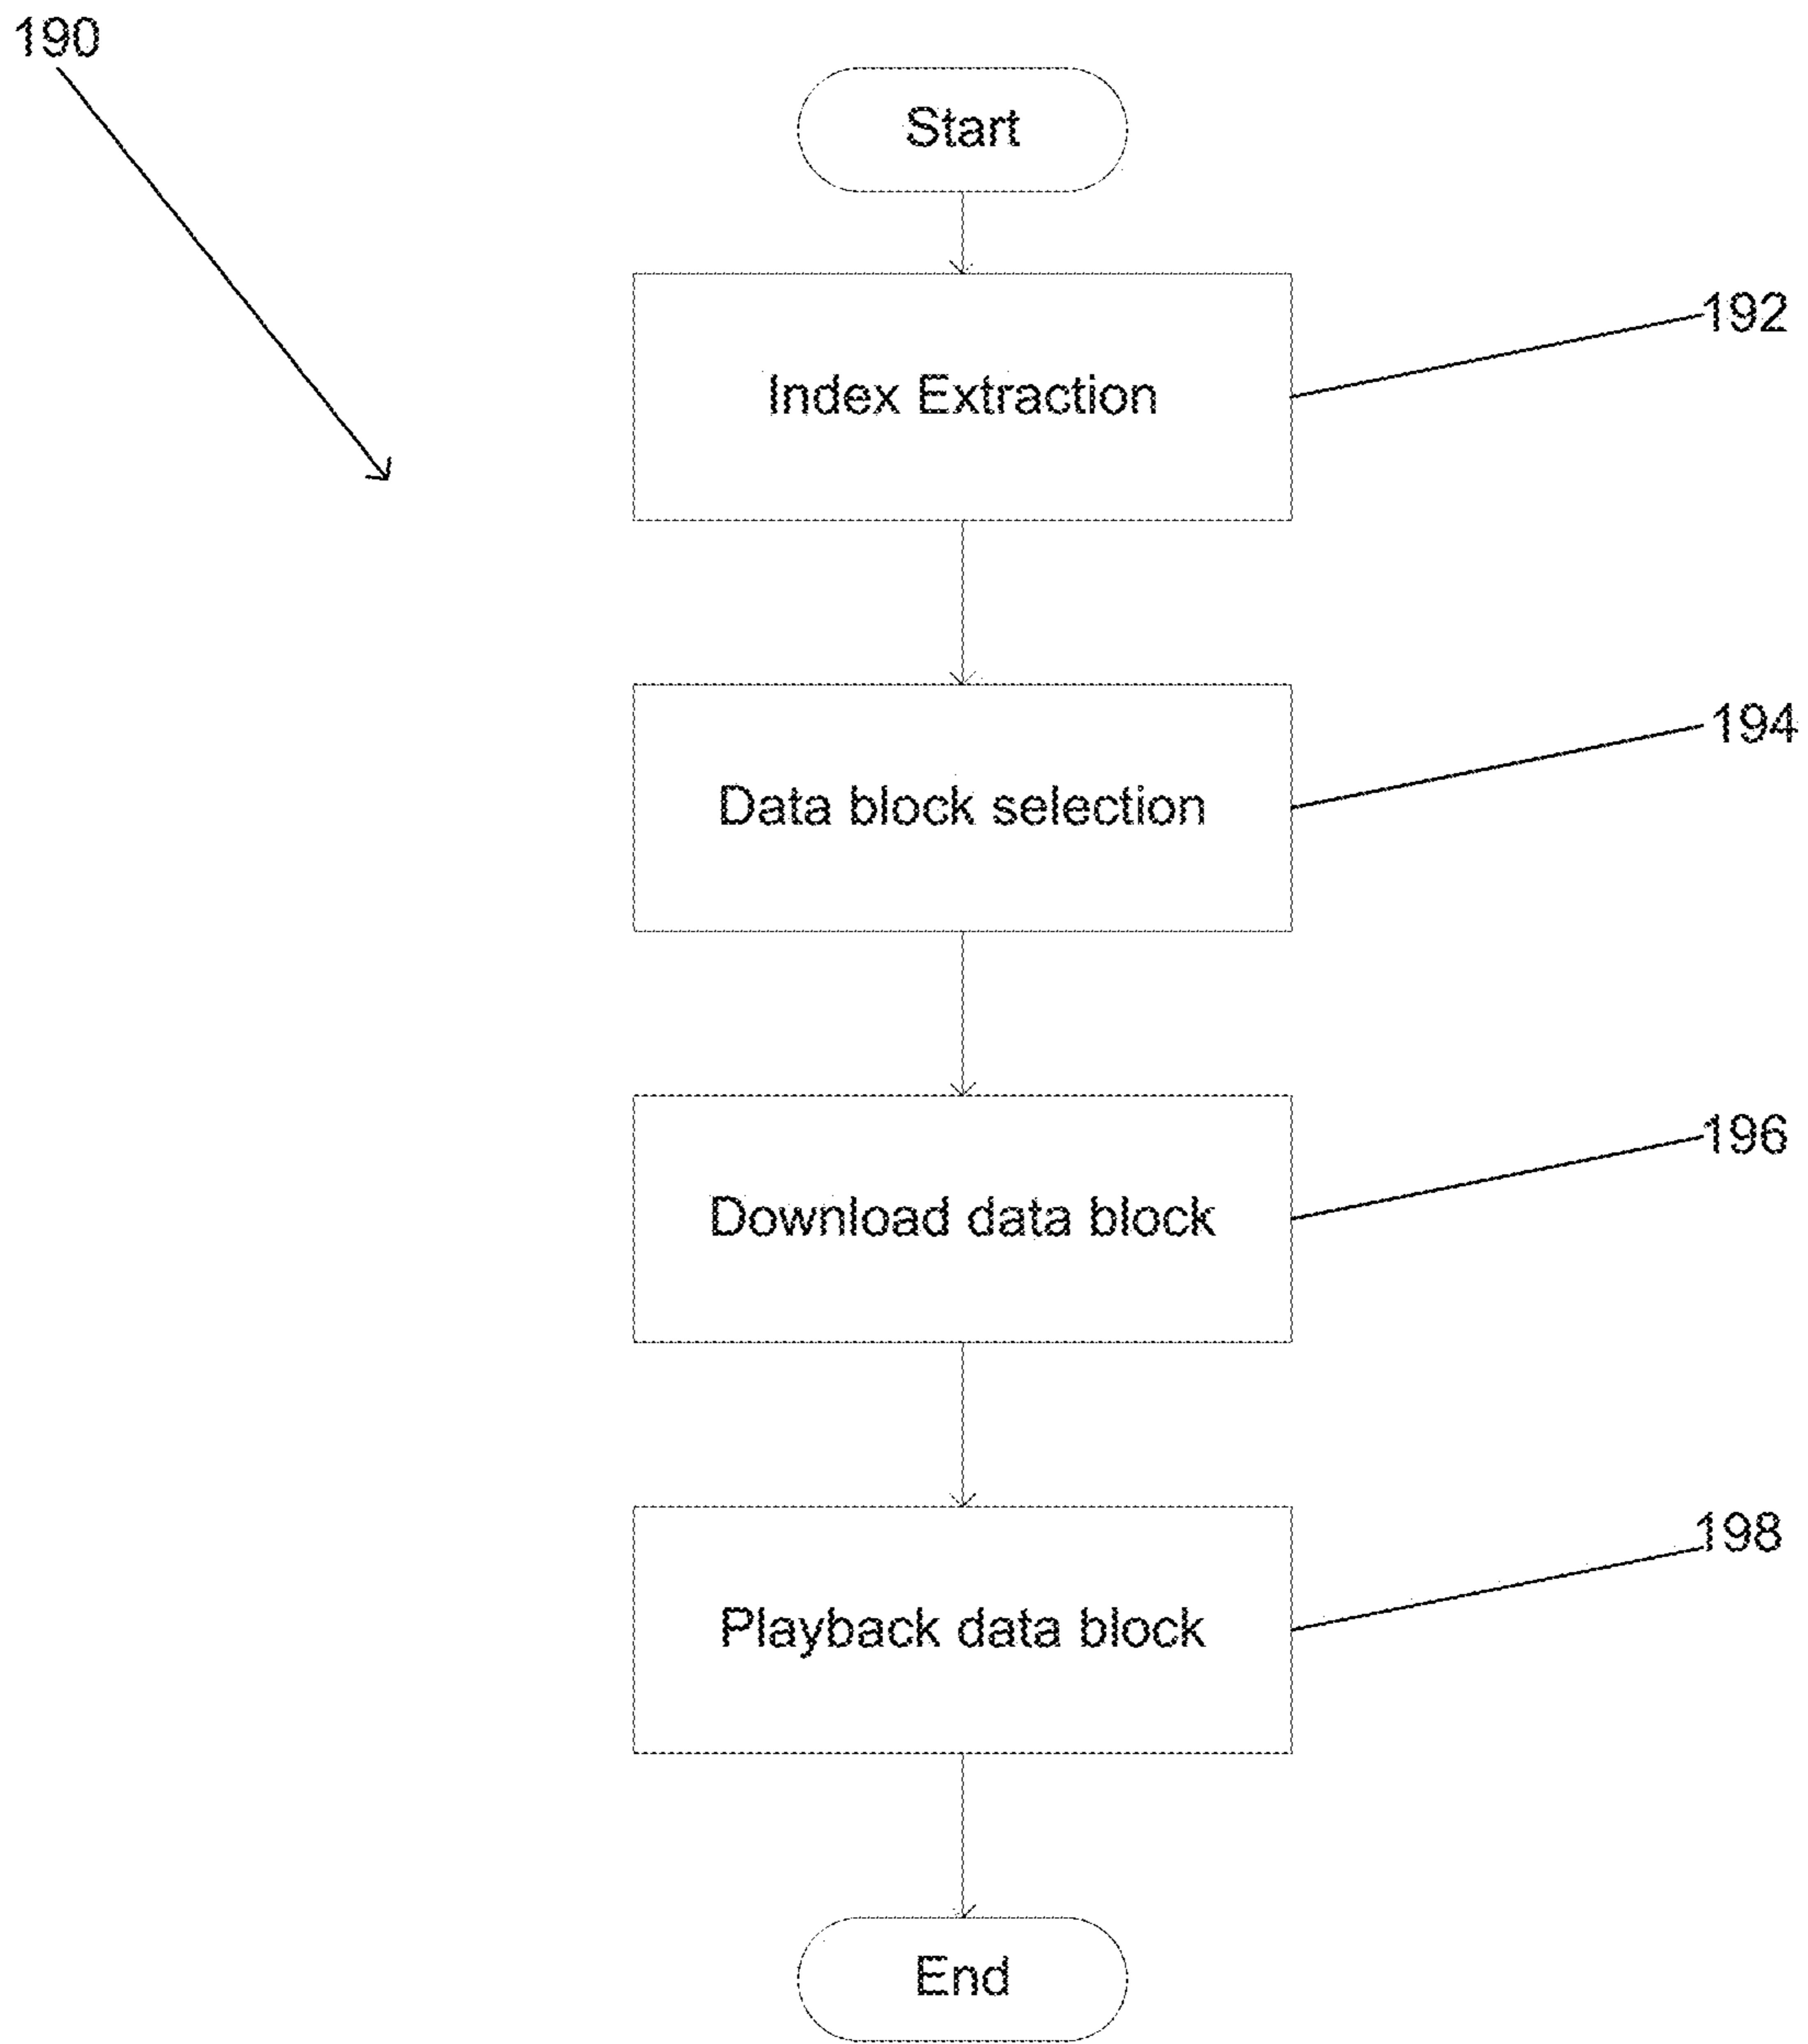 190
Start
Index Extraction
192
Data block selection
194
Download data block
196
Playback data block
198
End